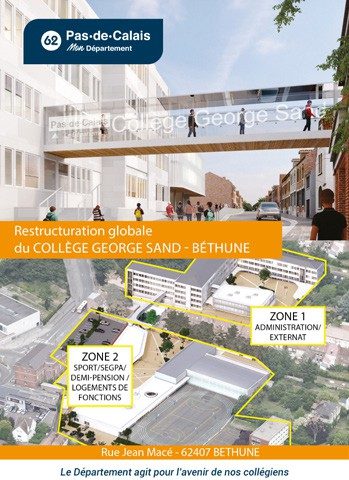 62 Pas-de-Calais
Mon Département
Pas-de-Calais Collège George Sand
Restructuration globale
du COLLÈGE GEORGE SAND - BÉTHUNE
ZONE 1
ADMINISTRATION/
EXTERNAT
ZONE 2
SPORT/SEGPA/
DEMI-PENSION /
LOGEMENTS DE
FONCTIONS
Rue Jean Macé - 62407 BETHUNE
Le Département agit pour l'avenir de nos collégiens